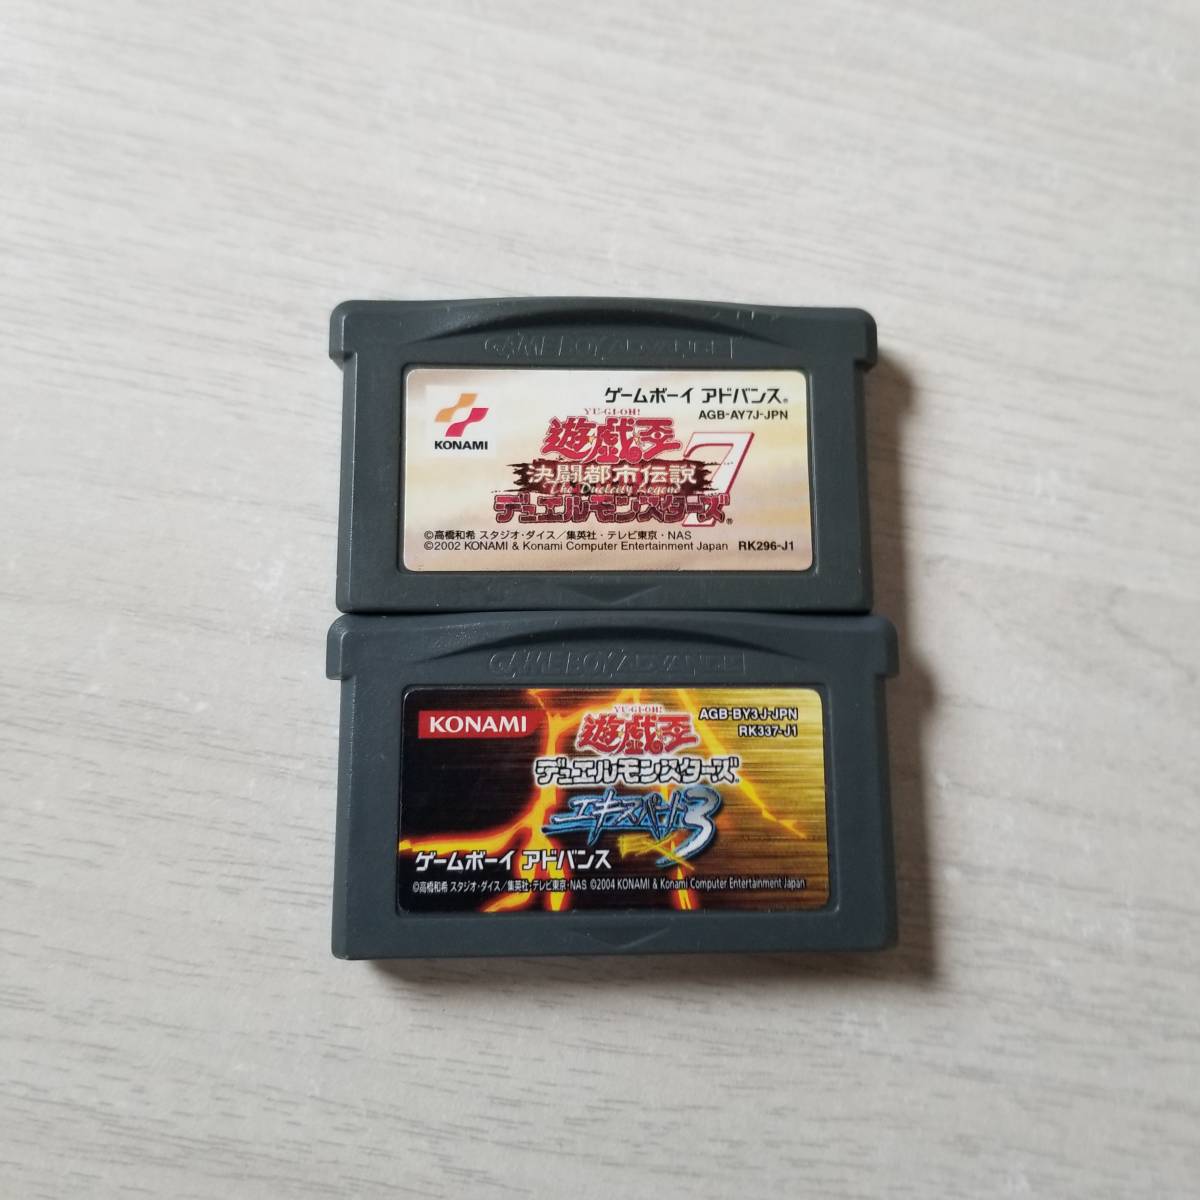 GAME BOY ADVANCE
ゲームボーイ アドバンス®
AGB-AY7J-JPN
KONAMI
YU-GI-OH!
遊戯王
決闘都市伝説
The Duelcity Legend
7
デュエルモンスターズ®
©高橋和希 スタジオ・ダイス／集英社・テレビ東京・NAS
©2002 KONAMI & Konami Computer Entertainment Japan RK296-J1
GAME BOY ADVANCE
KONAMI
YU-GI-OH!
遊戯王
AGB-BY3J-JPN
RK337-J1
デュエルモンスターズ®
エキスパート3
EX
ゲームボーイ アドバンス
©高橋和希 スタジオ・ダイス/集英社・テレビ東京・NAS ©2004 KONAMI & Konami Computer Entertainment Japan